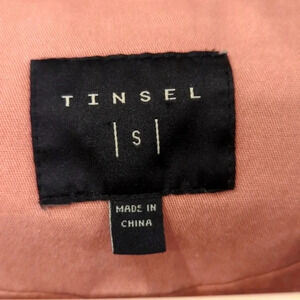 TINSEL
| S |
MADE IN
CHINA